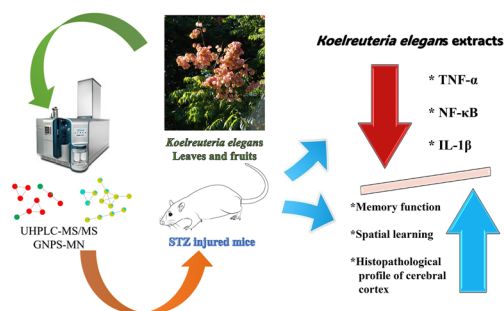 Koelreuteria elegans extracts
* TNF-α
* NF-κB
* IL-1β
Koelreuteria elegans
Leaves and fruits
UHPLC-MS/MS
GNPS-MN
STZ injured mice
*Memory function
*Spatial learning
*Histopathological
profile of cerebral
cortex